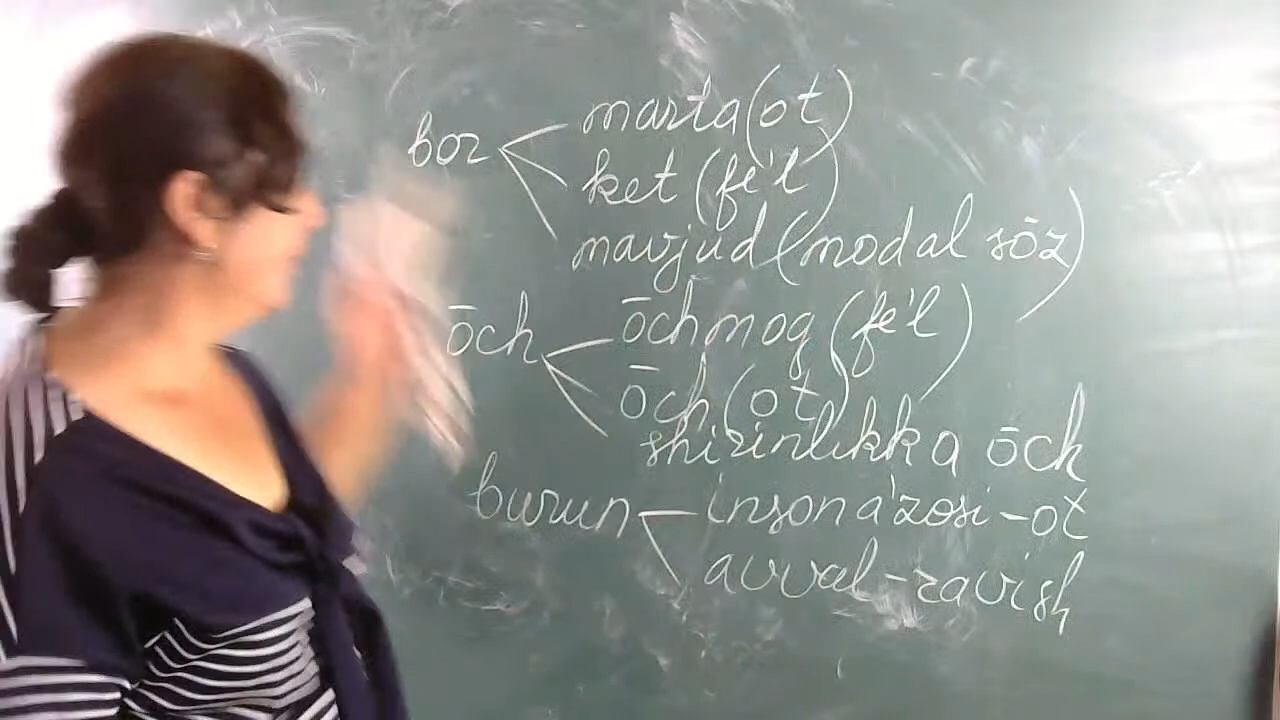 bor
marta (ot)
ket (fe'l)
mavjud (modal sōz)
ōch
ōchmoq (fe'l)
ōch (ot)
shirinlikka ōch
burun
inson a'zosi - ot
avval - ravish